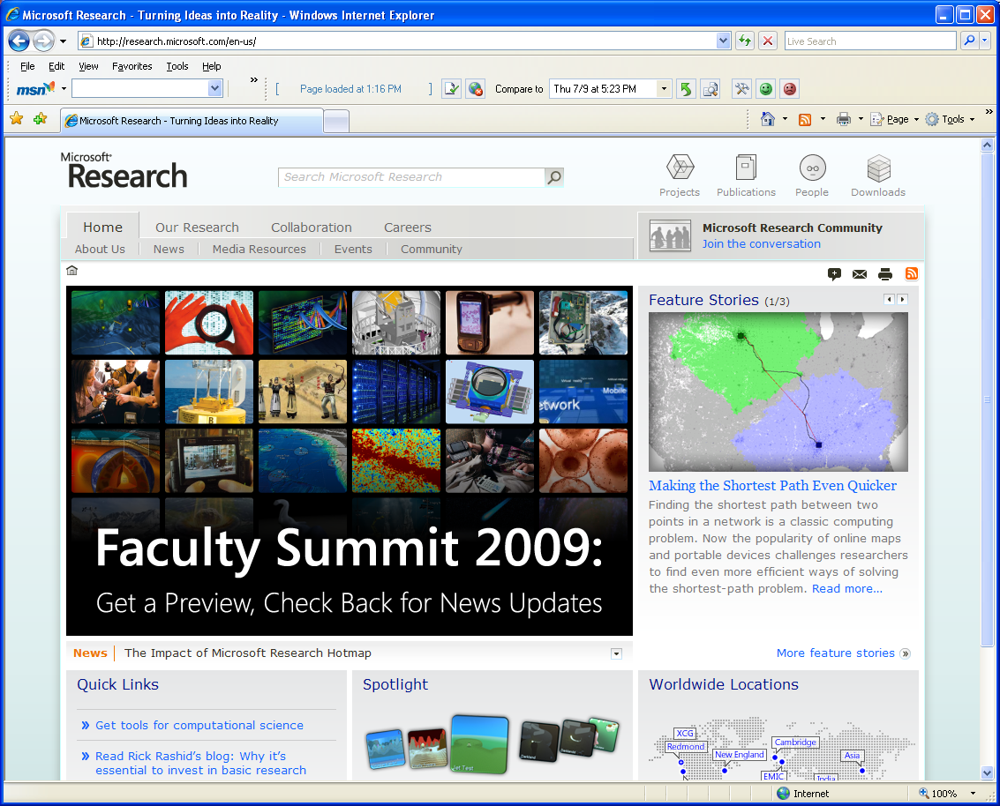 Microsoft Research - Turning Ideas into Reality - Windows Internet Explorer
http://research.microsoft.com/en-us/
Live Search
File Edit View Favorites Tools Help
msn
[ Page loaded at 1:16 PM ]
Compare to
Thu 7/9 at 5:23 PM
Microsoft Research - Turning Ideas into Reality
Page
Tools
Microsoft®
Research
Search Microsoft Research
Projects Publications People Downloads
Home Our Research Collaboration Careers
About Us News Media Resources Events Community
Microsoft Research Community
Join the conversation
Mobile
twork
Faculty Summit 2009:
Get a Preview, Check Back for News Updates
Feature Stories (1/3)
Making the Shortest Path Even Quicker
Finding the shortest path between two
points in a network is a classic computing
problem. Now the popularity of online maps
and portable devices challenges researchers
to find even more efficient ways of solving
the shortest-path problem. Read more...
News The Impact of Microsoft Research Hotmap
More feature stories »
Quick Links
» Get tools for computational science
» Read Rick Rashid's blog: Why it's
essential to invest in basic research
Spotlight
Jet Test
Worldwide Locations
XCG
Redmond
New England
Cambridge
Asia
EMIC
India
Internet
100%